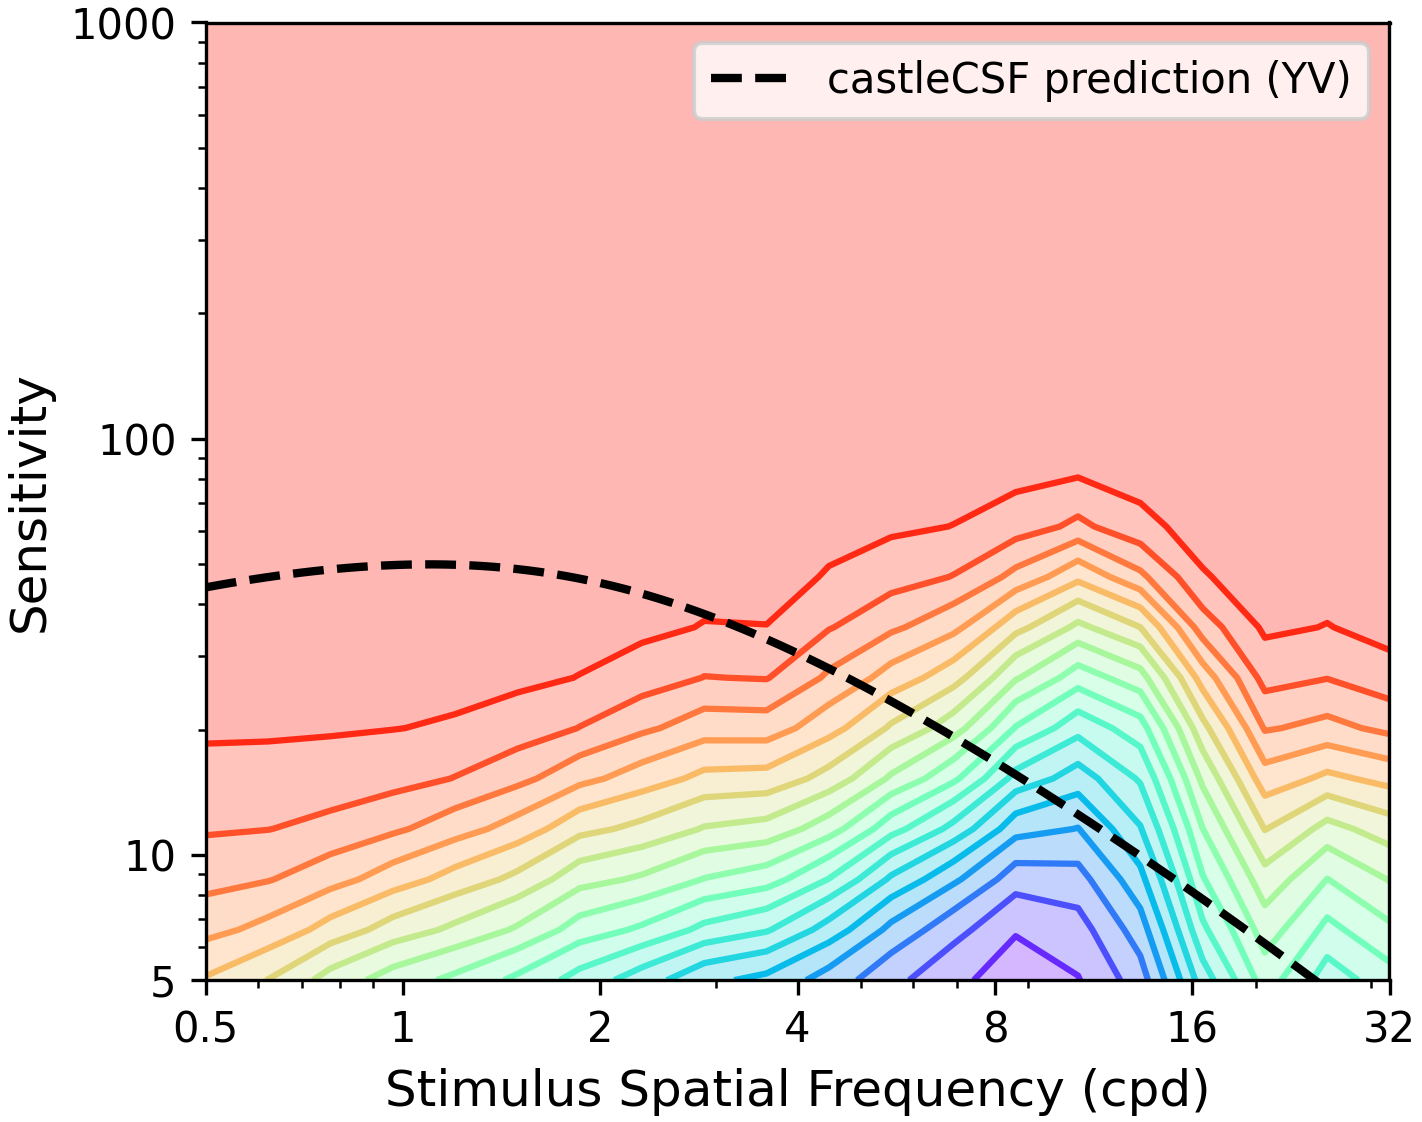 1000
castleCSF prediction (YV)
100
Sensitivity
10
5
0.5 1 2 4 8 16 32
Stimulus Spatial Frequency (cpd)